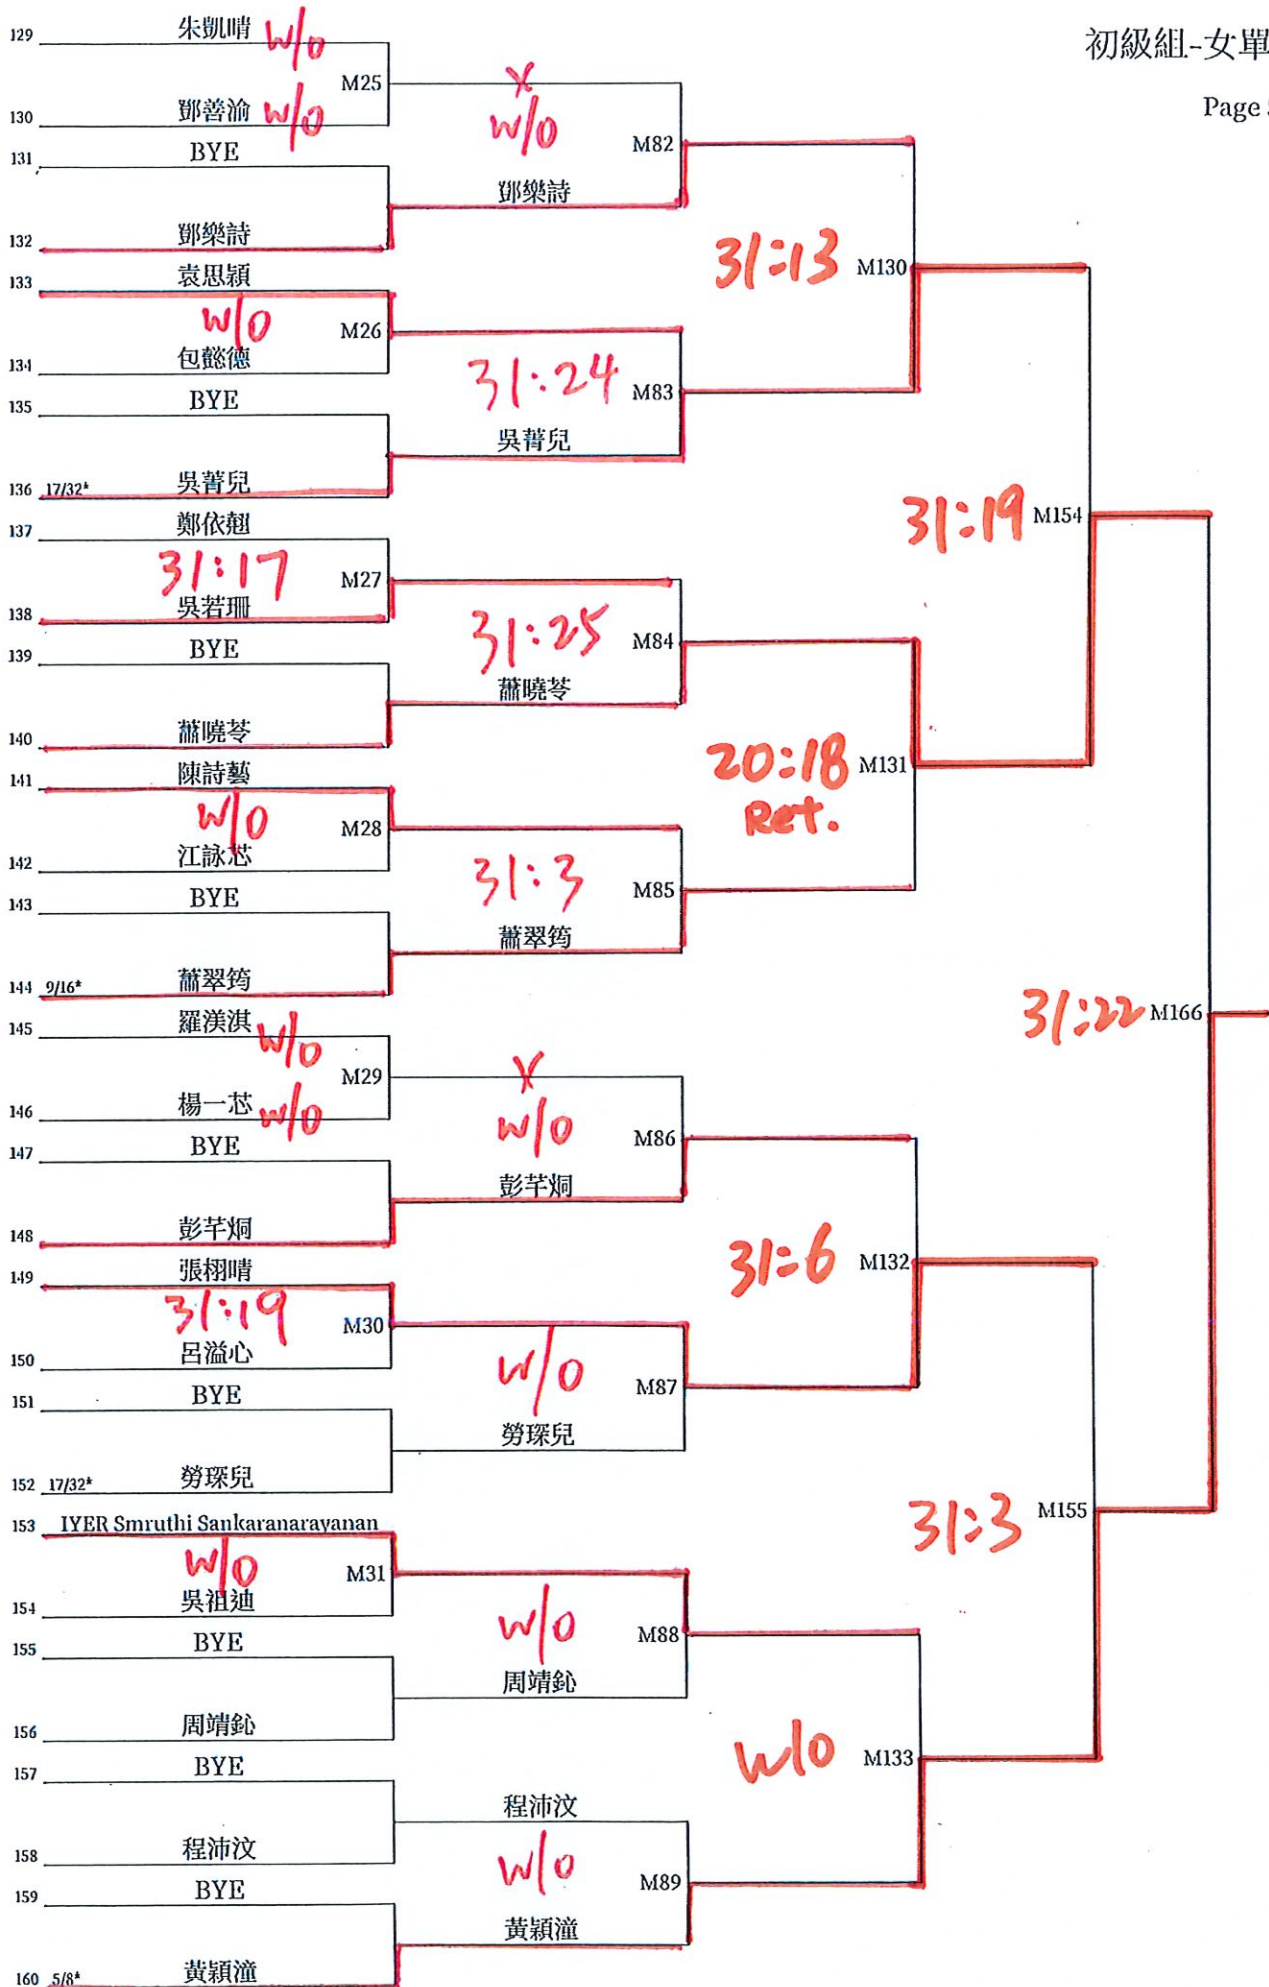 初級組-女單
Page
129 朱凱晴 W/O
M25
130 鄧善渝 W/O
X
W/O
M82
131 BYE
鄧樂詩
132 鄧樂詩
31:13 M130
133 袁思穎
W/O M26
134 包懿德
31:24 M83
135 BYE
吳菁兒
136 17/32* 吳菁兒
31:19 M154
137 鄭依翹
31:17 M27
138 吳若珊
31:25 M84
139 BYE
蕭曉苓
140 蕭曉苓
20:18 M131
Ret.
141 陳詩藝
W/O M28
142 江詠芯
31:3 M85
143 BYE
蕭翠筠
144 9/16* 蕭翠筠
31:22 M166
145 羅渼淇 W/O
M29
146 楊一芯 W/O
X
W/O M86
147 BYE
彭芊炯
148 彭芊炯
31:6 M132
149 張栩晴
31:19 M30
150 呂溢心
W/O M87
151 BYE
勞琛兒
152 17/32* 勞琛兒
31:3 M155
153 IYER Smruthi Sankaranarayanan
W/O M31
154 吳祖迪
W/O M88
155 BYE
周靖鈊
156 周靖鈊
W/O M133
157 BYE
程沛汶
158 程沛汶
W/O M89
159 BYE
黃穎潼
160 5/8* 黃穎潼